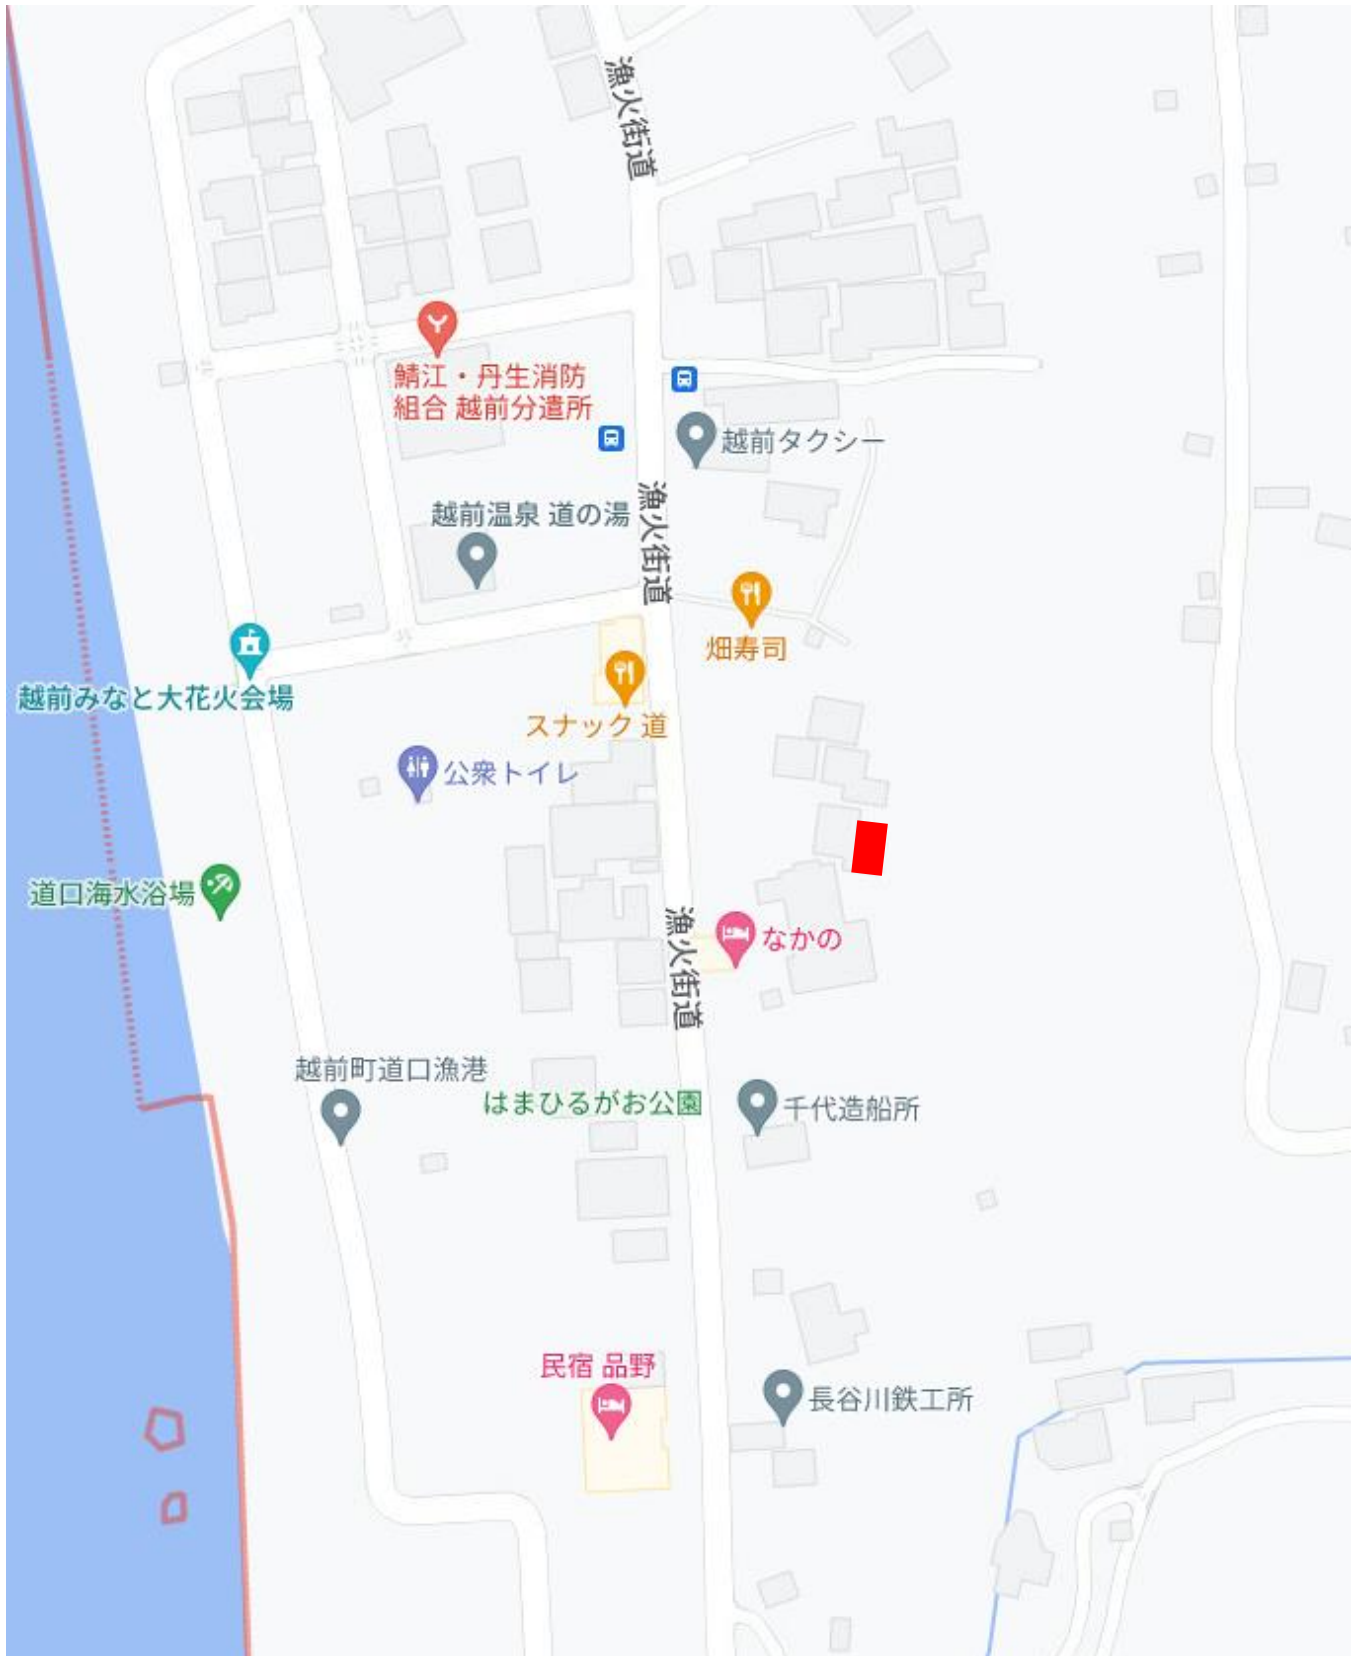 漁火街道
鯖江・丹生消防
組合 越前分遣所
越前タクシー
越前温泉 道の湯
漁火街道
畑寿司
越前みなと大花火会場
スナック 道
公衆トイレ
道口海水浴場
漁火街道
なかの
越前町道口漁港
はまひるがお公園
千代造船所
民宿 品野
長谷川鉄工所